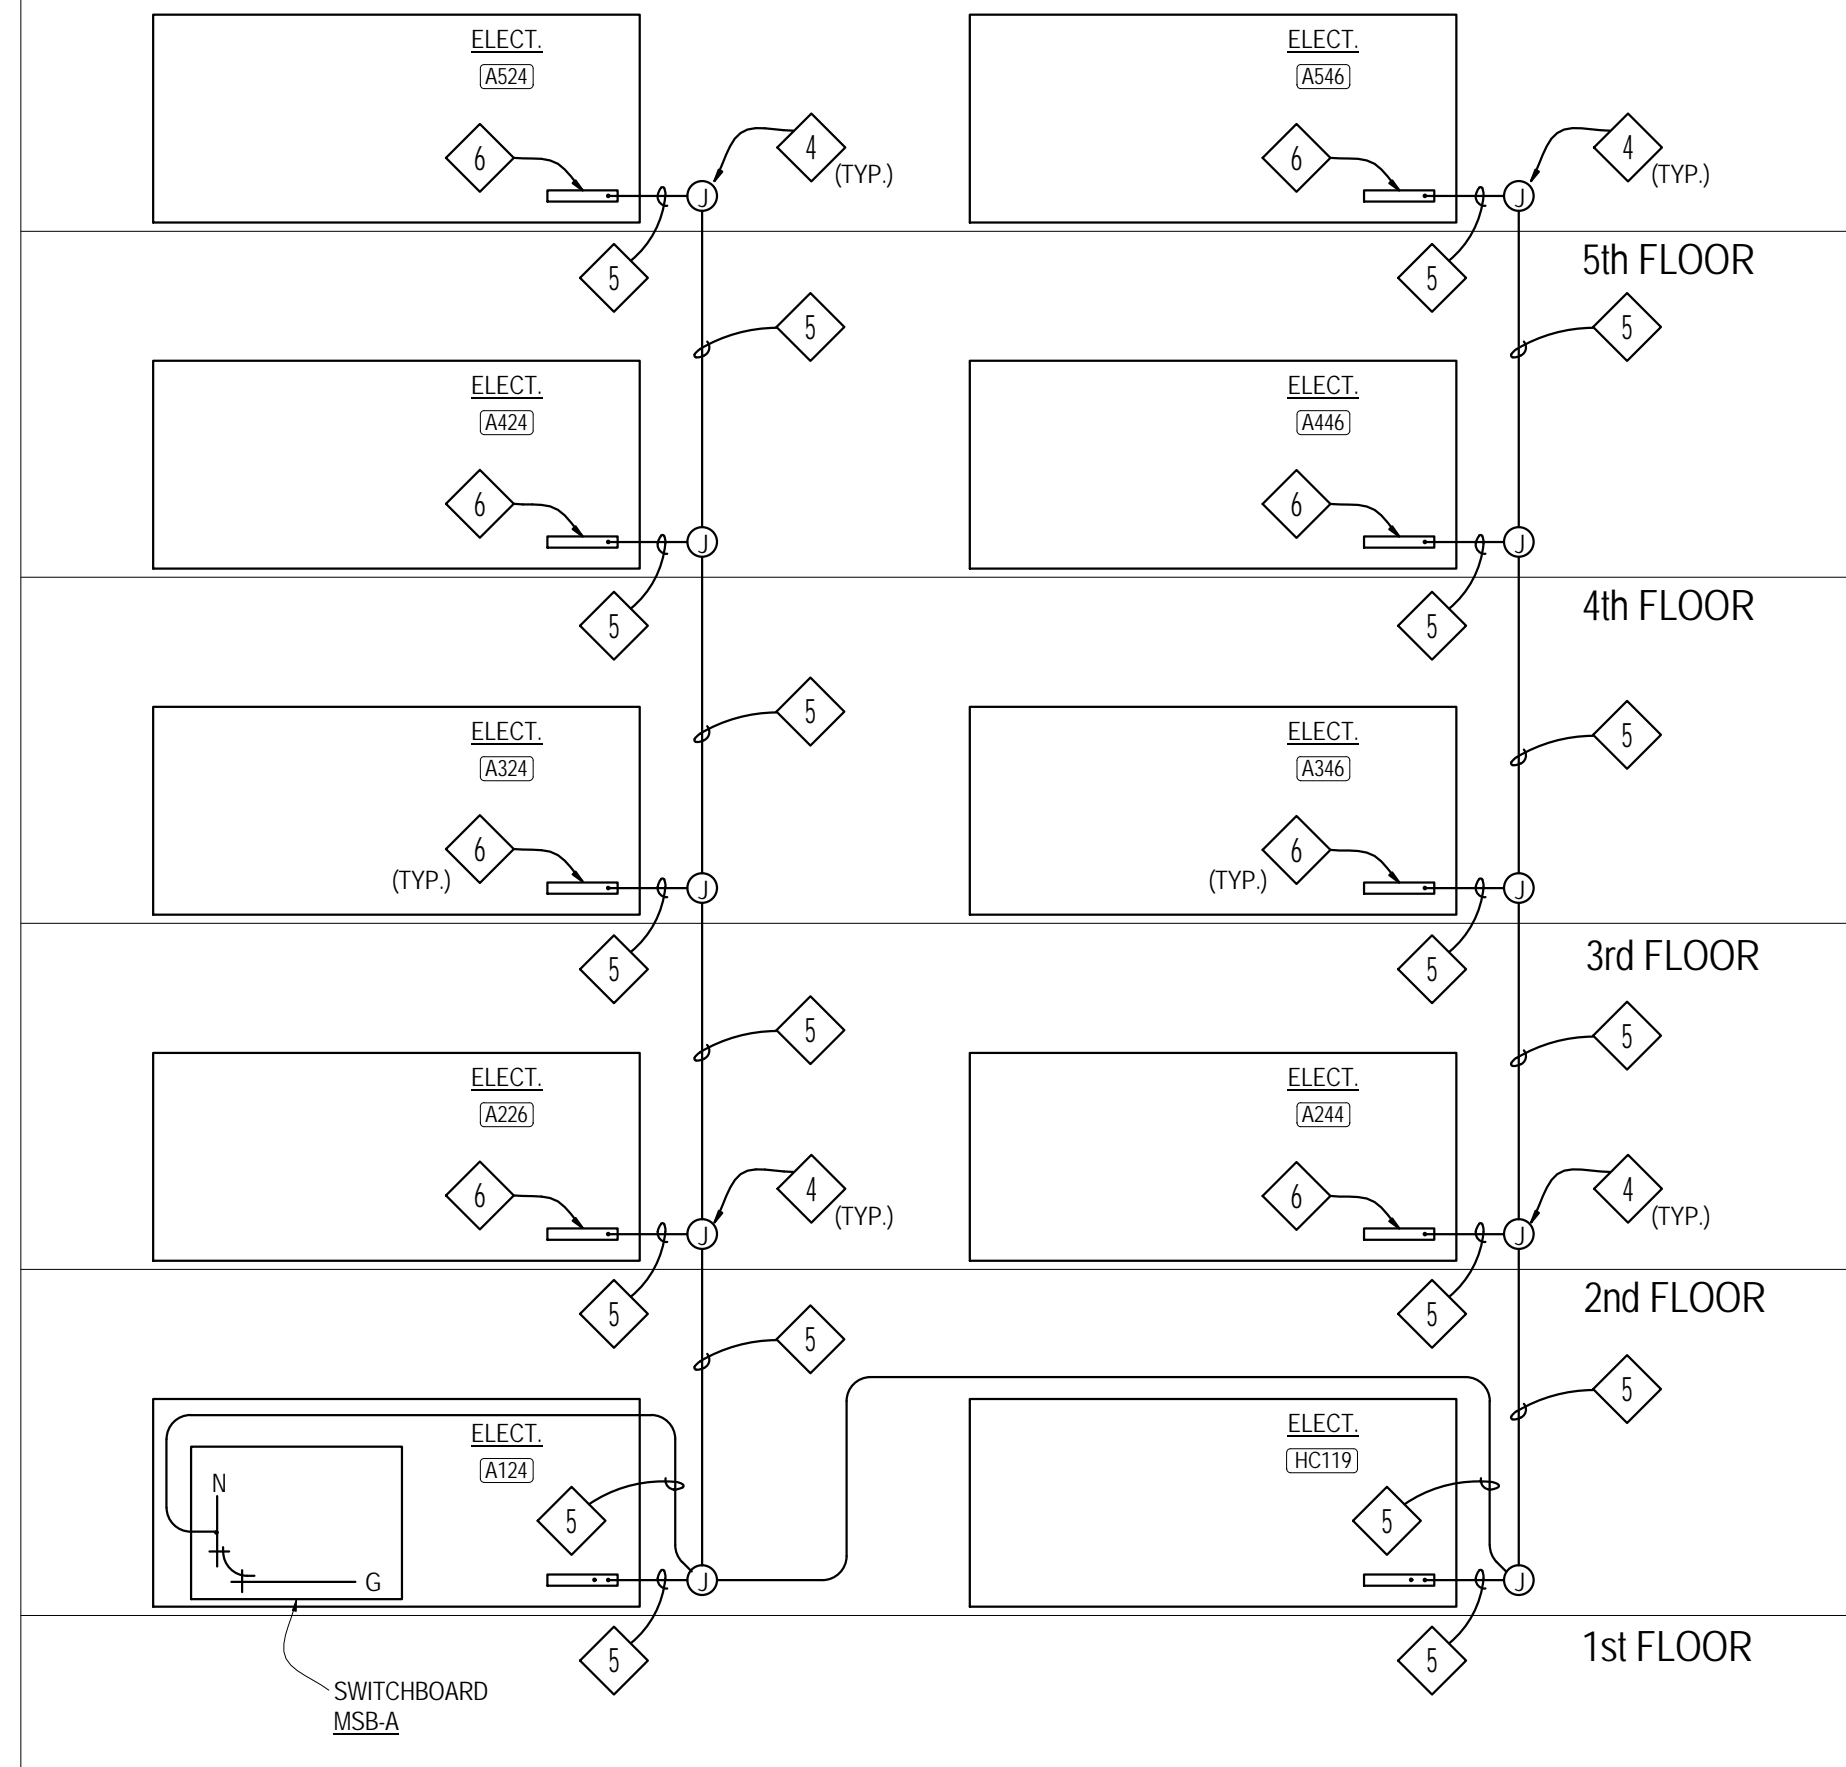 ELECT. ELECT.
A524 A546
6 4 6 4
(TYP.) (TYP.)
J J
5 5
5th FLOOR
5 5
ELECT. ELECT.
A424 A446
6 6
J J
5 5
4th FLOOR
5 5
ELECT. ELECT.
A324 A346
6 6
(TYP.) (TYP.)
J J
5 5
3rd FLOOR
5 5
ELECT. ELECT.
A226 A244
6 4 6 4
(TYP.) (TYP.)
J J
5 5
2nd FLOOR
5 5
ELECT. ELECT.
A124 HC119
N
5 5
G J J
5 5
1st FLOOR
SWITCHBOARD
MSB-A